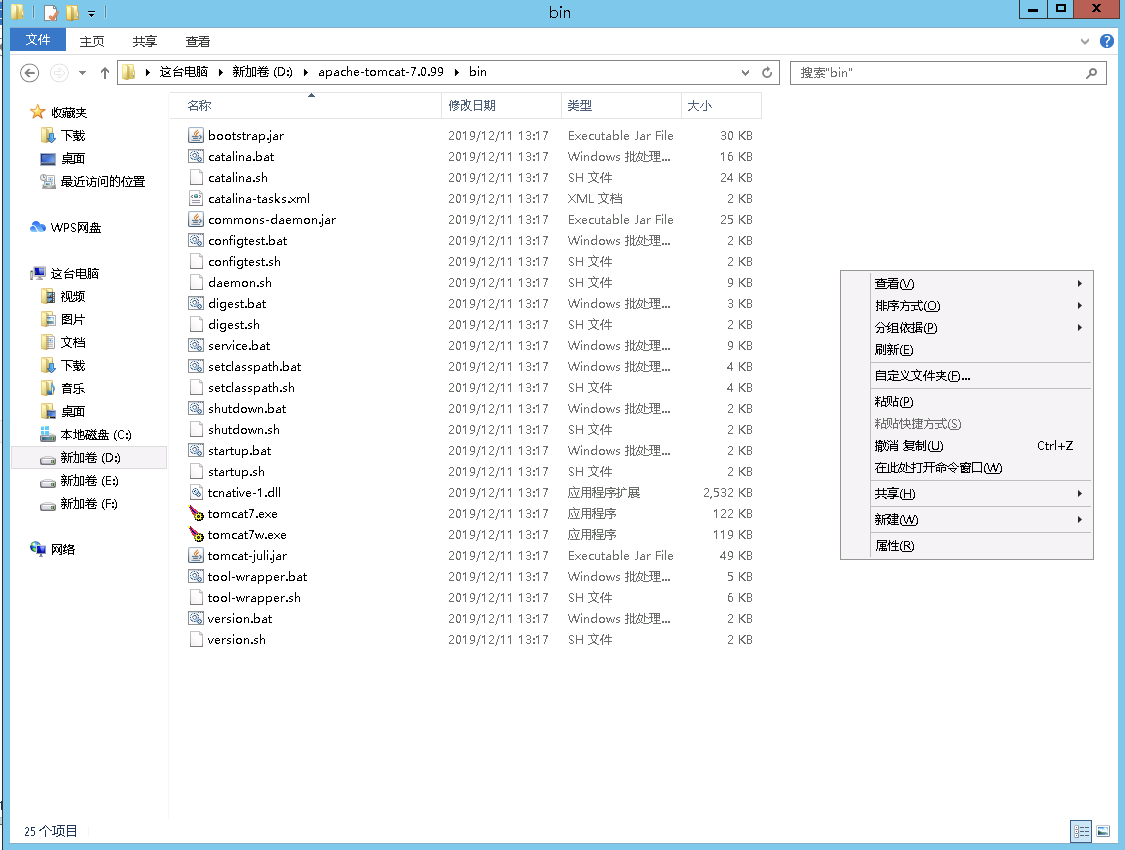 bin
文件 主页 共享 查看
这台电脑 新加卷 (D:) apache-tomcat-7.0.99 bin 搜索"bin"
名称 修改日期 类型 大小
收藏夹
下载
桌面
最近访问的位置
WPS网盘
这台电脑
视频
图片
文档
下载
音乐
桌面
本地磁盘 (C:)
新加卷 (D:)
新加卷 (E:)
新加卷 (F:)
网络
bootstrap.jar 2019/12/11 13:17 Executable Jar File 30 KB
catalina.bat 2019/12/11 13:17 Windows 批处理... 16 KB
catalina.sh 2019/12/11 13:17 SH 文件 24 KB
catalina-tasks.xml 2019/12/11 13:17 XML 文档 2 KB
commons-daemon.jar 2019/12/11 13:17 Executable Jar File 25 KB
configtest.bat 2019/12/11 13:17 Windows 批处理... 2 KB
configtest.sh 2019/12/11 13:17 SH 文件 2 KB
daemon.sh 2019/12/11 13:17 SH 文件 9 KB
digest.bat 2019/12/11 13:17 Windows 批处理... 3 KB
digest.sh 2019/12/11 13:17 SH 文件 2 KB
service.bat 2019/12/11 13:17 Windows 批处理... 9 KB
setclasspath.bat 2019/12/11 13:17 Windows 批处理... 4 KB
setclasspath.sh 2019/12/11 13:17 SH 文件 4 KB
shutdown.bat 2019/12/11 13:17 Windows 批处理... 2 KB
shutdown.sh 2019/12/11 13:17 SH 文件 2 KB
startup.bat 2019/12/11 13:17 Windows 批处理... 2 KB
startup.sh 2019/12/11 13:17 SH 文件 2 KB
tcnative-1.dll 2019/12/11 13:17 应用程序扩展 2,532 KB
tomcat7.exe 2019/12/11 13:17 应用程序 122 KB
tomcat7w.exe 2019/12/11 13:17 应用程序 119 KB
tomcat-juli.jar 2019/12/11 13:17 Executable Jar File 49 KB
tool-wrapper.bat 2019/12/11 13:17 Windows 批处理... 5 KB
tool-wrapper.sh 2019/12/11 13:17 SH 文件 6 KB
version.bat 2019/12/11 13:17 Windows 批处理... 2 KB
version.sh 2019/12/11 13:17 SH 文件 2 KB
查看(V)
排序方式(O)
分组依据(P)
刷新(E)
自定义文件夹(F)...
粘贴(P)
粘贴快捷方式(S)
撤消 复制(U) Ctrl+Z
在此处打开命令窗口(W)
共享(H)
新建(W)
属性(R)
25 个项目